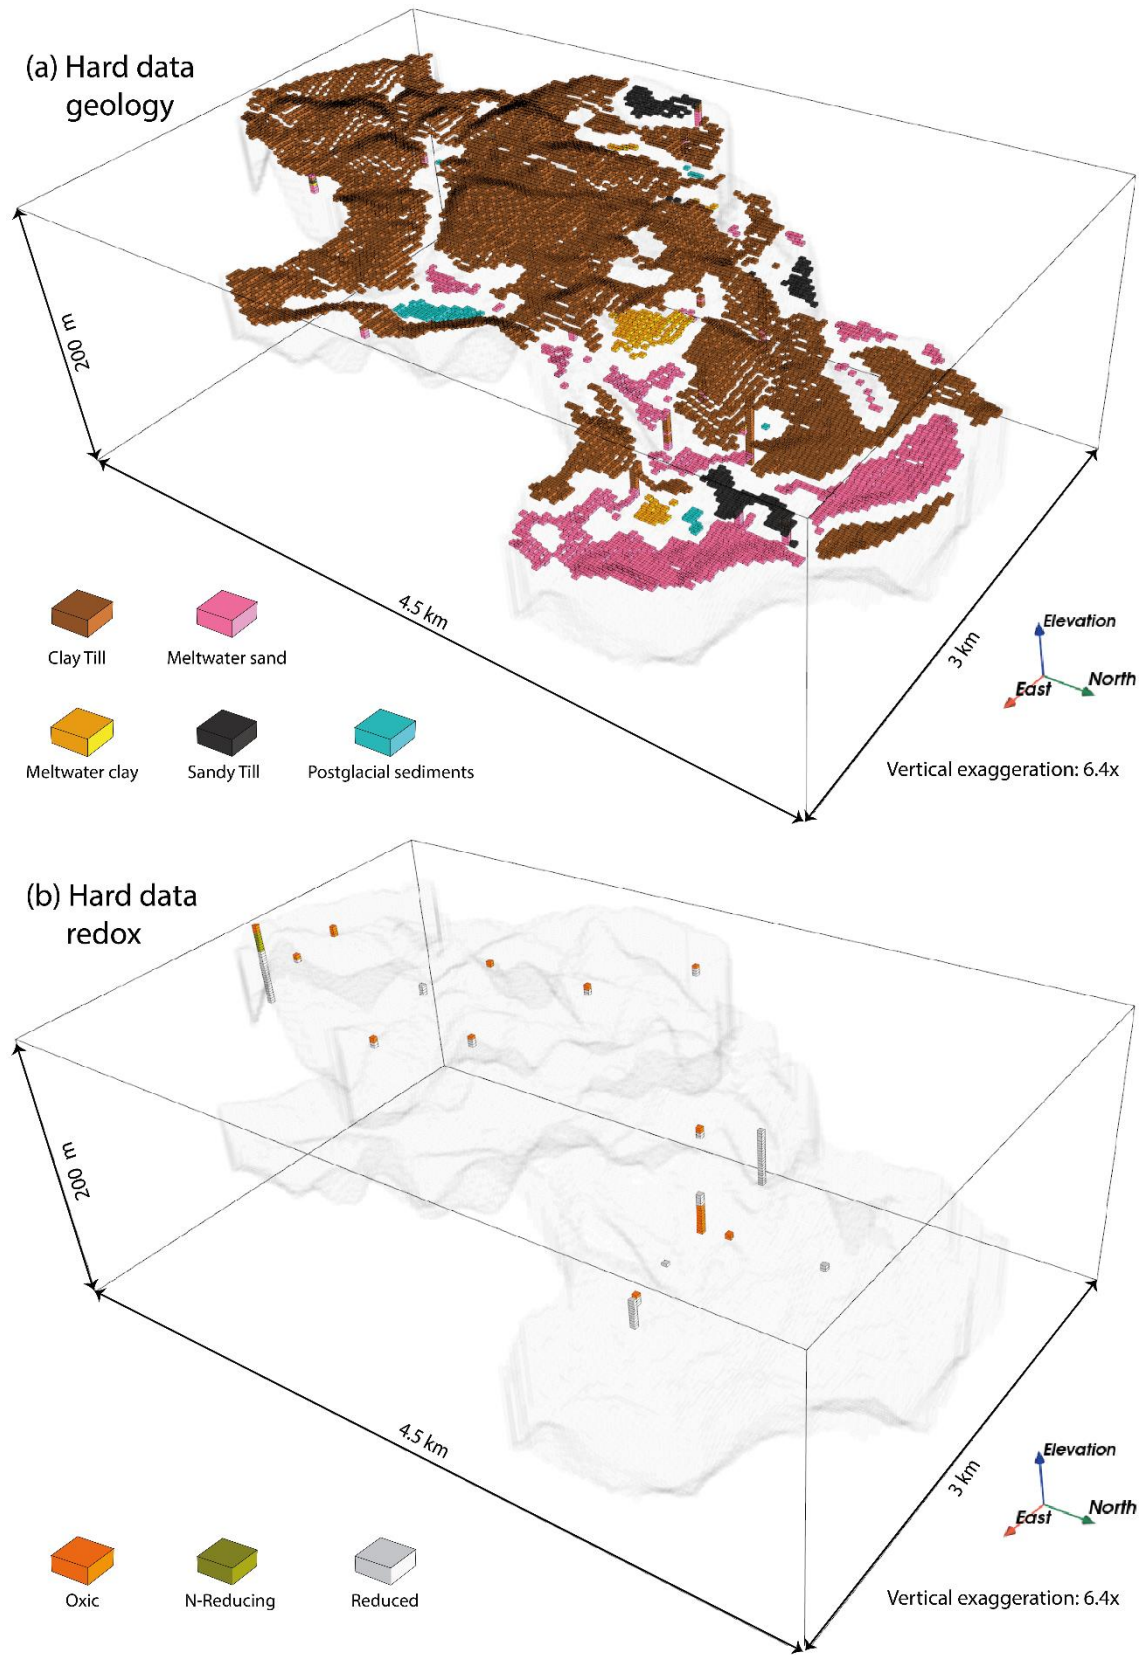 (a) Hard data
geology
200 m
4.5 km
3 km
Clay Till
Meltwater sand
Meltwater clay
Sandy Till
Postglacial sediments
Elevation
East
North
Vertical exaggeration: 6.4x
(b) Hard data
redox
200 m
4.5 km
3 km
Oxic
N-Reducing
Reduced
Elevation
East
North
Vertical exaggeration: 6.4x